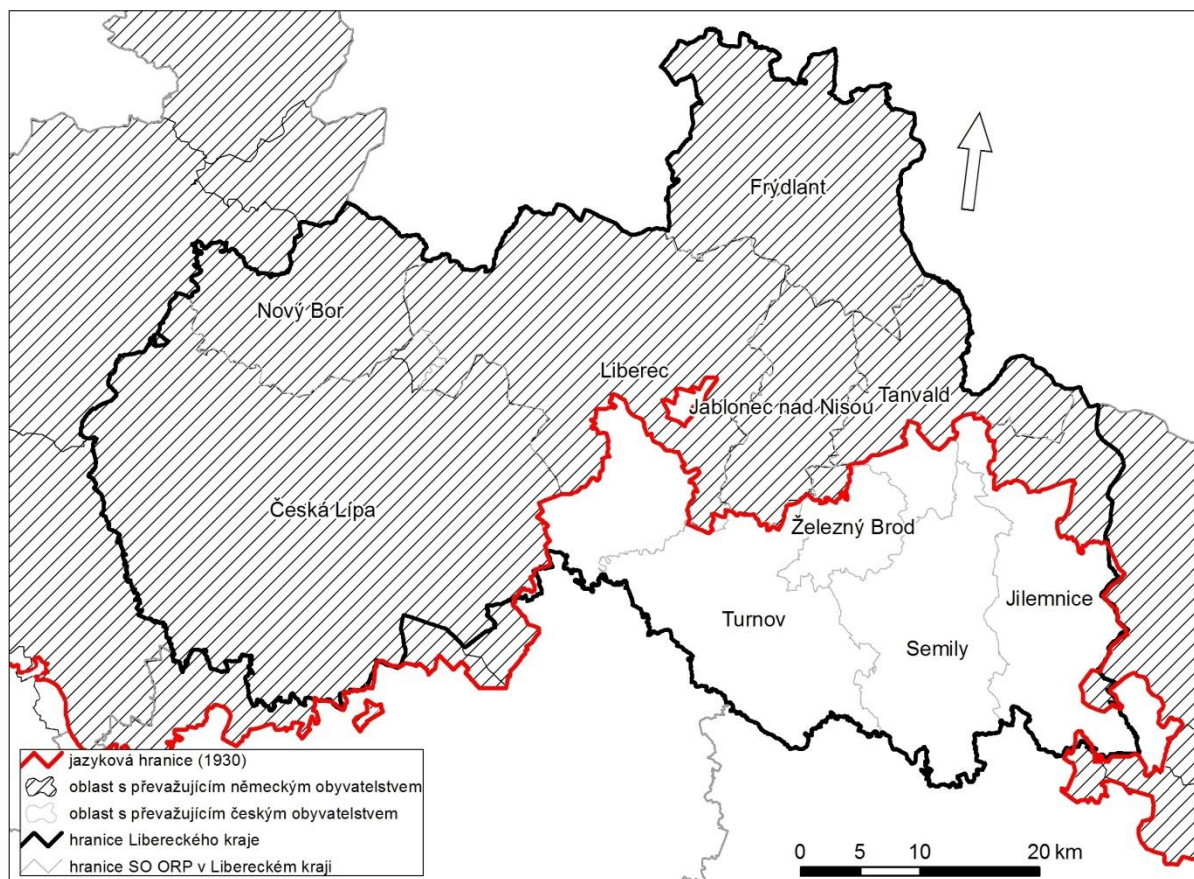 Frýdlant
Nový Bor
Liberec
Tanvald
Jablonec nad Nisou
Česká Lípa
Železný Brod
Jilemnice
Turnov
Semily
jazyková hranice (1930)
oblast s převažujícím německým obyvatelstvem
oblast s převažujícím českým obyvatelstvem
hranice Libereckého kraje
hranice SO ORP v Libereckém kraji
0 5 10 20 km